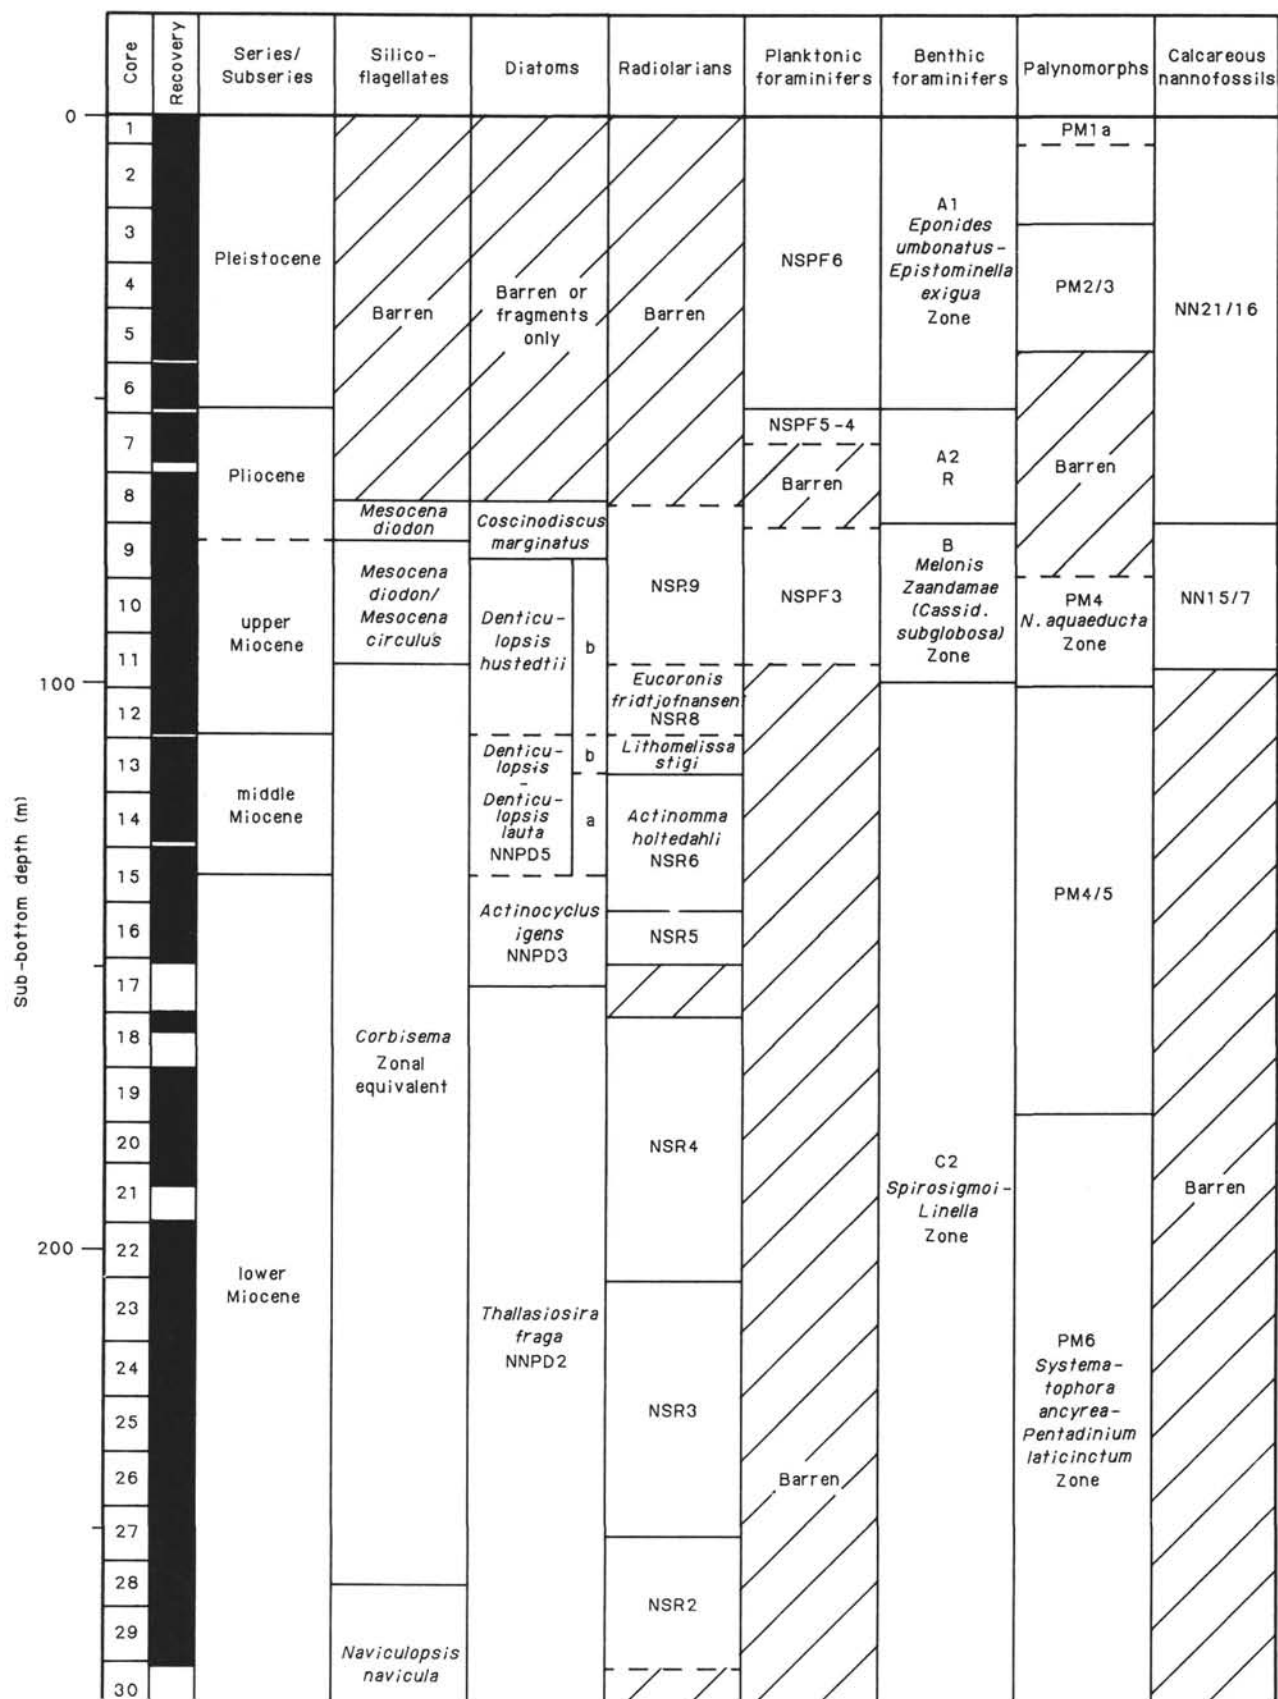 Core
Recovery
Series/
Subseries
Silico-
flagellates
Diatoms
Radiolarians
Planktonic
foraminifers
Benthic
foraminifers
Palynomorphs
Calcareous
nannofossils
Sub-bottom depth (m)
0
100
200
1
2
3
4
5
6
7
8
9
10
11
12
13
14
15
16
17
18
19
20
21
22
23
24
25
26
27
28
29
30
Pleistocene
Pliocene
upper
Miocene
middle
Miocene
lower
Miocene
Barren
Mesocena
diodon
Mesocena
diodon/
Mesocena
circulus
Corbisema
Zonal
equivalent
Naviculopsis
navicula
Barren or
fragments
only
Coscinodiscus
marginatus
Denticu-
lopsis
hustedtii
b
Denticu-
lopsis
-
Denticu-
lopsis
lauta
NNPD5
b
a
Actinocyclus
igens
NNPD3
Thallasiosira
fraga
NNPD2
Barren
NSR9
Eucoronis
fridtjofnanseni
NSR8
Lithomelissa
stigi
Actinomma
holtedahli
NSR6
NSR5
NSR4
NSR3
NSR2
NSPF6
NSPF5-4
Barren
NSPF3
Barren
A1
Eponides
umbonatus-
Epistominella
exigua
Zone
A2
R
B
Melonis
Zaandamae
(Cassid.
subglobosa)
Zone
C2
Spirosigmoi-
Linella
Zone
PM1a
PM2/3
Barren
PM4
N. aquaeducta
Zone
PM4/5
PM6
Systema-
tophora
ancyrea-
Pentadinium
laticinctum
Zone
NN21/16
NN15/7
Barren